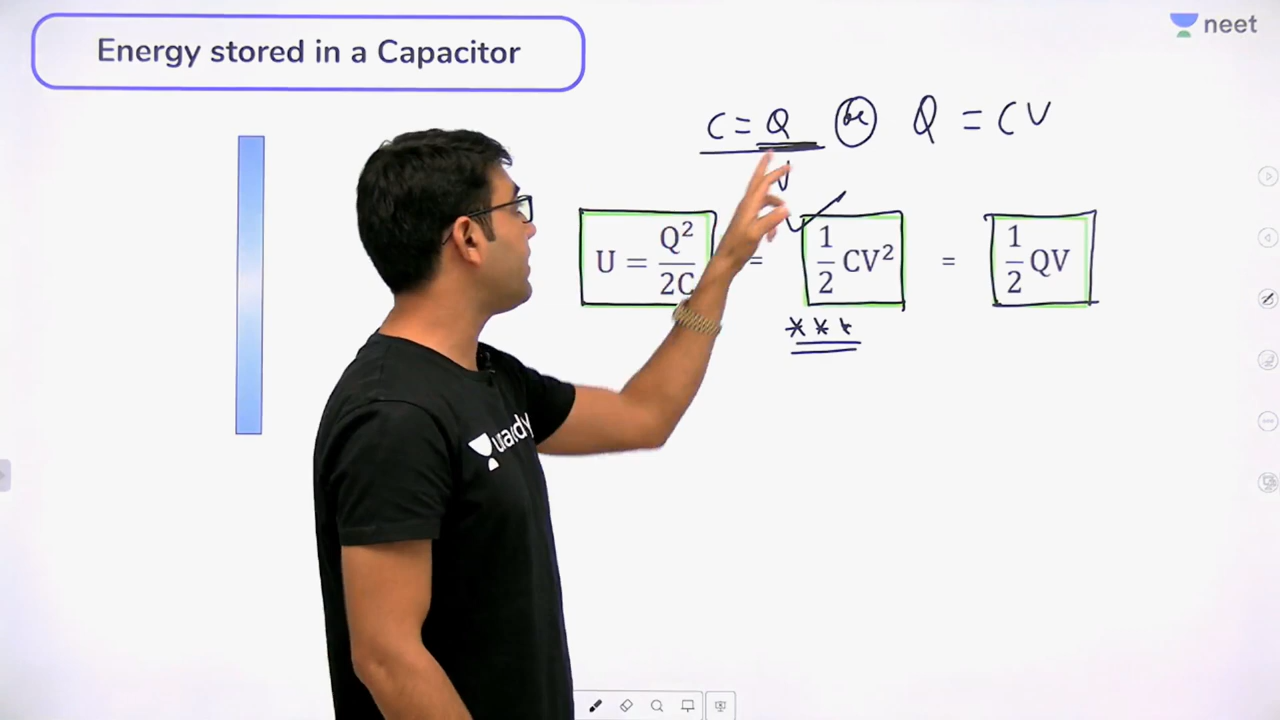 neet
Energy stored in a Capacitor
C = Q Q = CV
V
U = Q² / 2C = 1/2 CV² = 1/2 QV
***